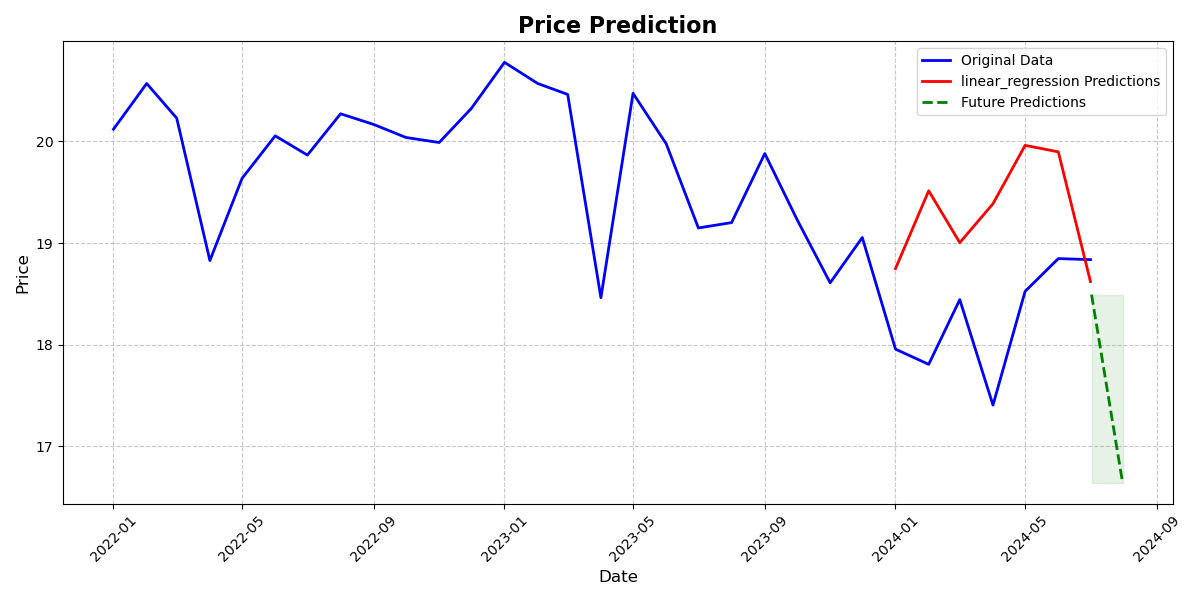 Price Prediction
Original Data
linear_regression Predictions
Future Predictions
Price
20
19
18
17
2022-01
2022-05
2022-09
2023-01
2023-05
2023-09
2024-01
2024-05
2024-09
Date